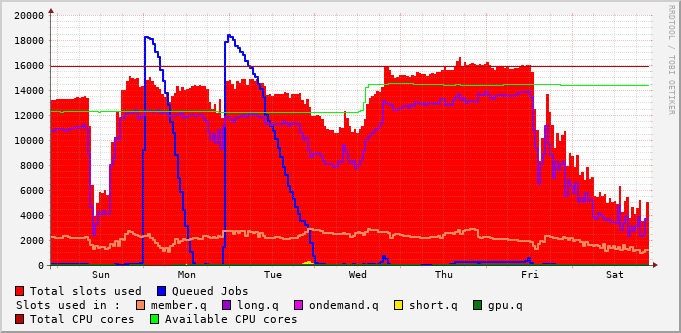 20000
18000
16000
14000
12000
10000
8000
6000
4000
2000
0
Sun Mon Tue Wed Thu Fri Sat
RRDTOOL / TOBI OETIKER
Total slots used Queued Jobs
Slots used in : member.q long.q ondemand.q short.q gpu.q
Total CPU cores Available CPU cores